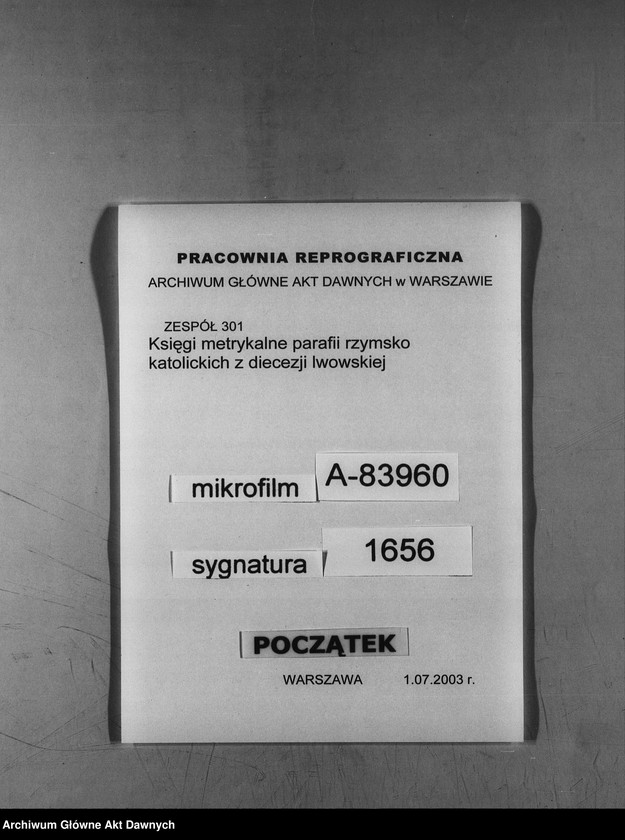 PRACOWNIA REPROGRAFICZNA
ARCHIWUM GŁÓWNE AKT DAWNYCH w WARSZAWIE
ZESPÓŁ 301
Księgi metrykalne parafii rzymsko
katolickich z diecezji lwowskiej
mikrofilm A-83960
sygnatura 1656
POCZĄTEK
WARSZAWA 1.07.2003 r.
Archiwum Główne Akt Dawnych